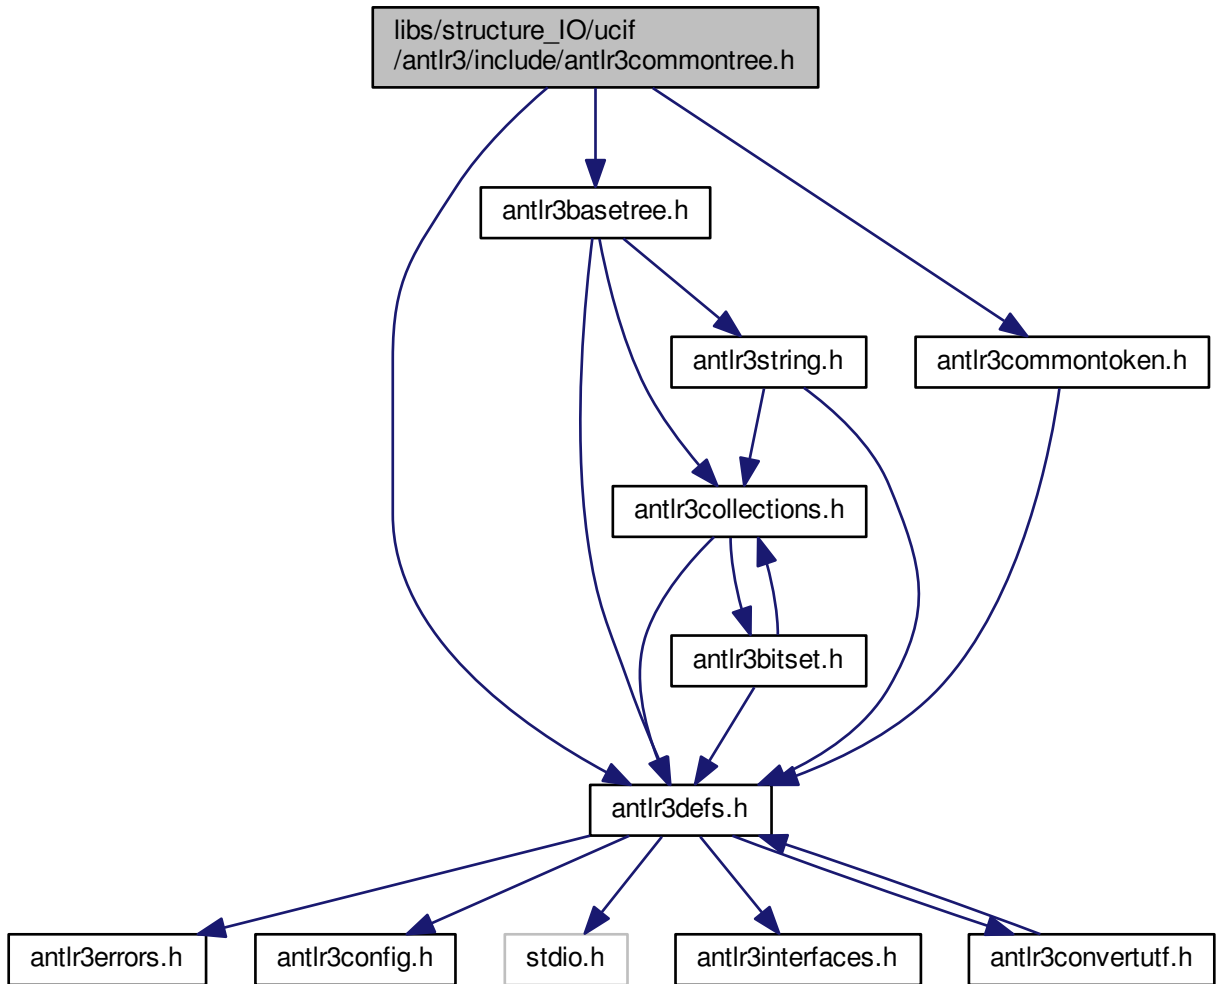 libs/structure_IO/ucif
/antlr3/include/antlr3commontree.h
antlr3basetree.h
antlr3string.h
antlr3commontoken.h
antlr3collections.h
antlr3bitset.h
antlr3defs.h
antlr3errors.h
antlr3config.h
stdio.h
antlr3interfaces.h
antlr3convertutf.h